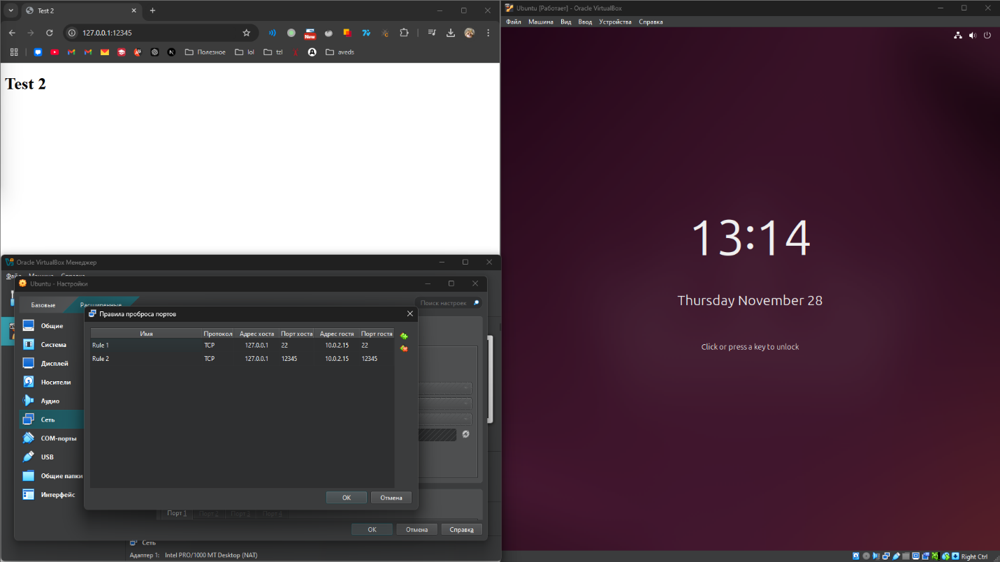 Test 2
127.0.0.1:12345
New
Полезное
lol
tzl
aveds
Test 2
Oracle VirtualBox Менеджер
Файл Машина Справка
Ubuntu - Настройки
Базовые
Расширенные
Поиск настроек
Общие
Система
Дисплей
Носители
Аудио
Сеть
COM-порты
USB
Общие папки
Интерфейс
Правила проброса портов
Имя Протокол Адрес хоста Порт хоста Адрес гостя Порт гостя
Rule 1 TCP 127.0.0.1 22 10.0.2.15 22
Rule 2 TCP 127.0.0.1 12345 10.0.2.15 12345
OK Отмена
Порт 1 Порт 2 Порт 3 Порт 4
OK Отмена Справка
Сеть
Адаптер 1: Intel PRO/1000 MT Desktop (NAT)
Ubuntu [Работает] - Oracle VirtualBox
Файл Машина Вид Ввод Устройства Справка
13:14
Thursday November 28
Click or press a key to unlock
Right Ctrl